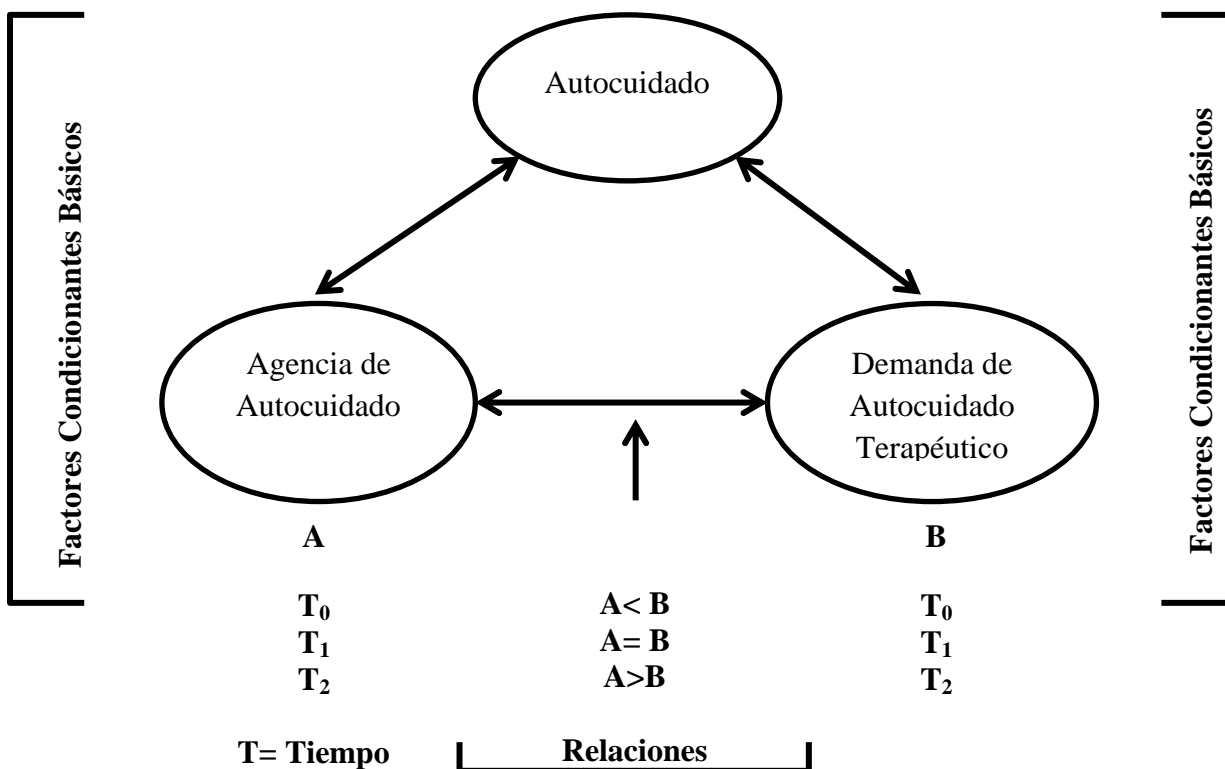 Factores Condicionantes Básicos
Autocuidado
Factores Condicionantes Básicos
Agencia de
Autocuidado
Demanda de
Autocuidado
Terapéutico
A
B
T₀
A< B
T₀
T₁
A= B
T₁
T₂
A>B
T₂
T= Tiempo
Relaciones